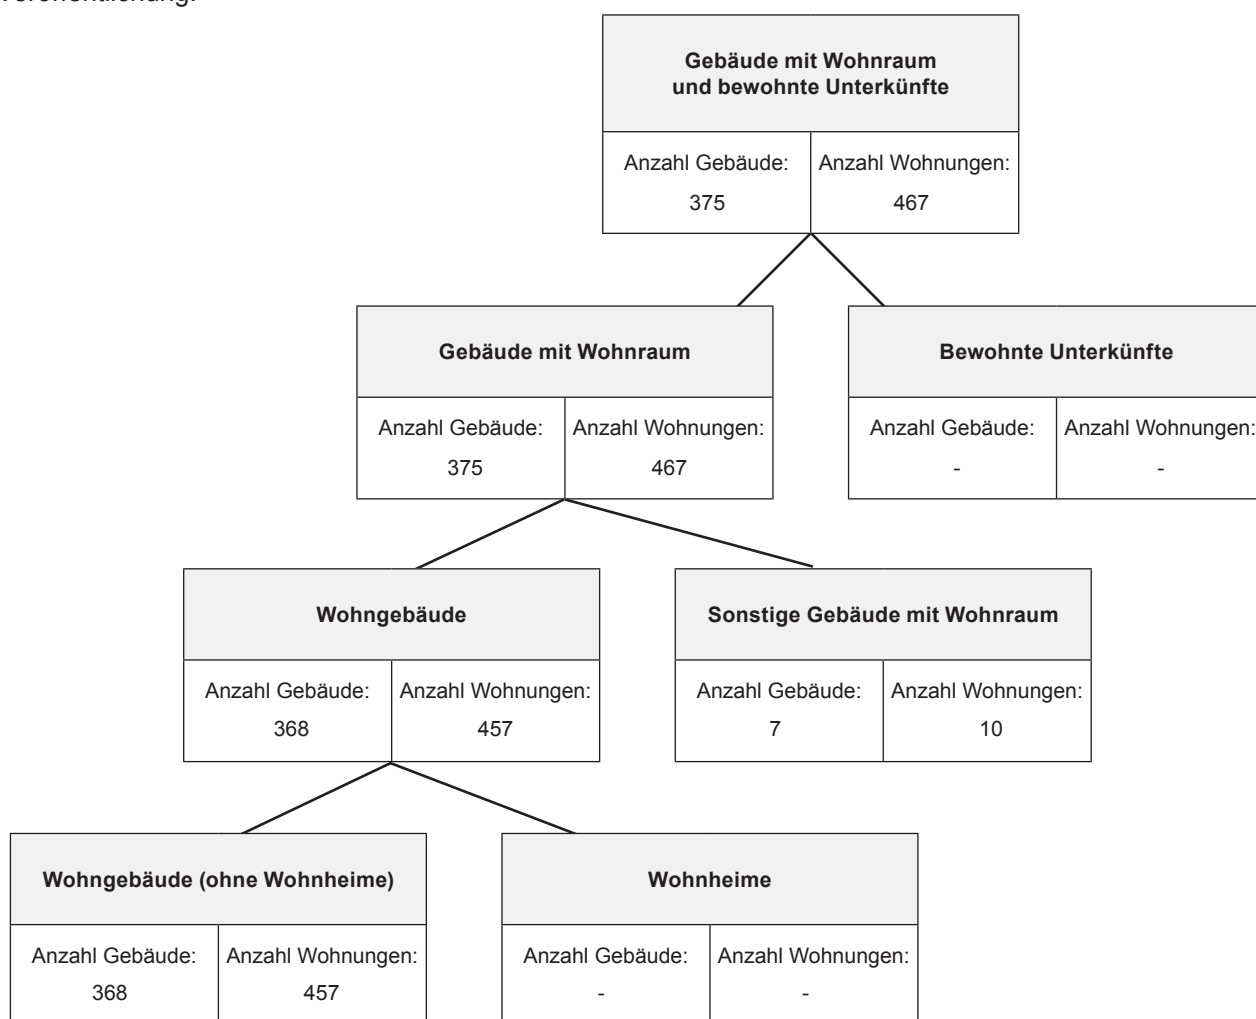 Gebäude mit Wohnraum
und bewohnte Unterkünfte
Anzahl Gebäude: Anzahl Wohnungen:
375 467
Gebäude mit Wohnraum Bewohnte Unterkünfte
Anzahl Gebäude: Anzahl Wohnungen: Anzahl Gebäude: Anzahl Wohnungen:
375 467 - -
Wohngebäude Sonstige Gebäude mit Wohnraum
Anzahl Gebäude: Anzahl Wohnungen: Anzahl Gebäude: Anzahl Wohnungen:
368 457 7 10
Wohngebäude (ohne Wohnheime) Wohnheime
Anzahl Gebäude: Anzahl Wohnungen: Anzahl Gebäude: Anzahl Wohnungen:
368 457 - -